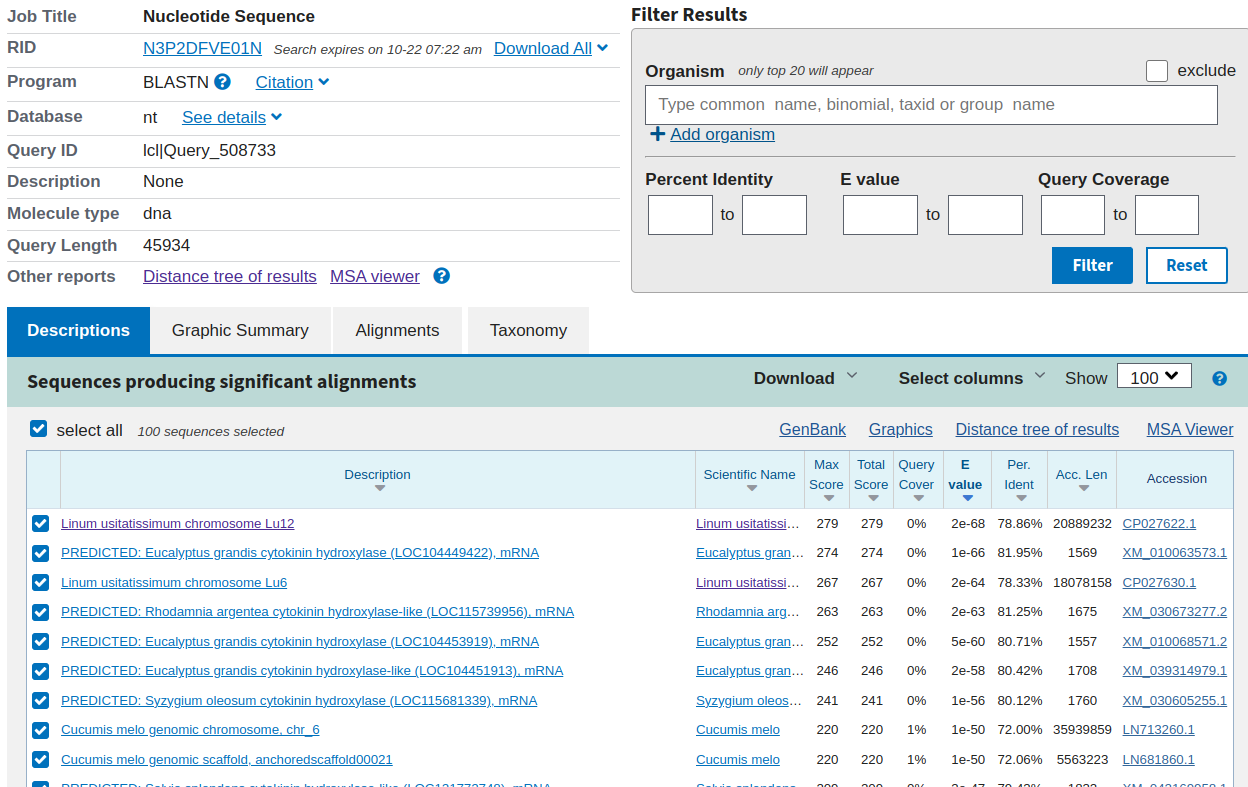 Job Title Nucleotide Sequence
RID N3P2DFVE01N Search expires on 10-22 07:22 am Download All
Program BLASTN ? Citation
Database nt See details
Query ID lcl|Query_508733
Description None
Molecule type dna
Query Length 45934
Other reports Distance tree of results MSA viewer ?
Filter Results
Organism only top 20 will appear exclude
Type common name, binomial, taxid or group name
+ Add organism
Percent Identity E value Query Coverage
to to to
Filter Reset
Descriptions Graphic Summary Alignments Taxonomy
Sequences producing significant alignments Download Select columns Show 100 ?
select all 100 sequences selected GenBank Graphics Distance tree of results MSA Viewer
Description Scientific Name Max Score Total Score Query Cover E value Per. Ident Acc. Len Accession
Linum usitatissimum chromosome Lu12 Linum usitatissi... 279 279 0% 2e-68 78.86% 20889232 CP027622.1
PREDICTED: Eucalyptus grandis cytokinin hydroxylase (LOC104449422), mRNA Eucalyptus gran... 274 274 0% 1e-66 81.95% 1569 XM_010063573.1
Linum usitatissimum chromosome Lu6 Linum usitatissi... 267 267 0% 2e-64 78.33% 18078158 CP027630.1
PREDICTED: Rhodamnia argentea cytokinin hydroxylase-like (LOC115739956), mRNA Rhodamnia arg... 263 263 0% 2e-63 81.25% 1675 XM_030673277.2
PREDICTED: Eucalyptus grandis cytokinin hydroxylase (LOC104453919), mRNA Eucalyptus gran... 252 252 0% 5e-60 80.71% 1557 XM_010068571.2
PREDICTED: Eucalyptus grandis cytokinin hydroxylase-like (LOC104451913), mRNA Eucalyptus gran... 246 246 0% 2e-58 80.42% 1708 XM_039314979.1
PREDICTED: Syzygium oleosum cytokinin hydroxylase (LOC115681339), mRNA Syzygium oleos... 241 241 0% 1e-56 80.12% 1760 XM_030605255.1
Cucumis melo genomic chromosome, chr_6 Cucumis melo 220 220 1% 1e-50 72.00% 35939859 LN713260.1
Cucumis melo genomic scaffold, anchoredscaffold00021 Cucumis melo 220 220 1% 1e-50 72.06% 5563223 LN681860.1